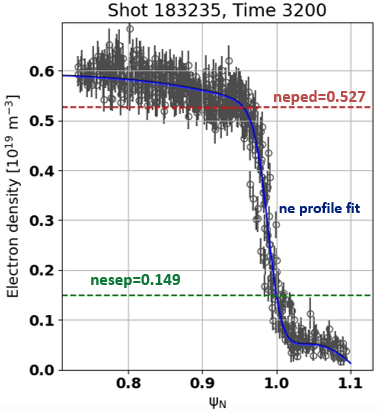 Shot 183235, Time 3200
Electron density [10¹⁹ m⁻³]
0.6
neped=0.527
0.5
0.4
ne profile fit
0.3
nesep=0.149
0.2
0.1
0.0
0.8 0.9 1.0 1.1
ψN